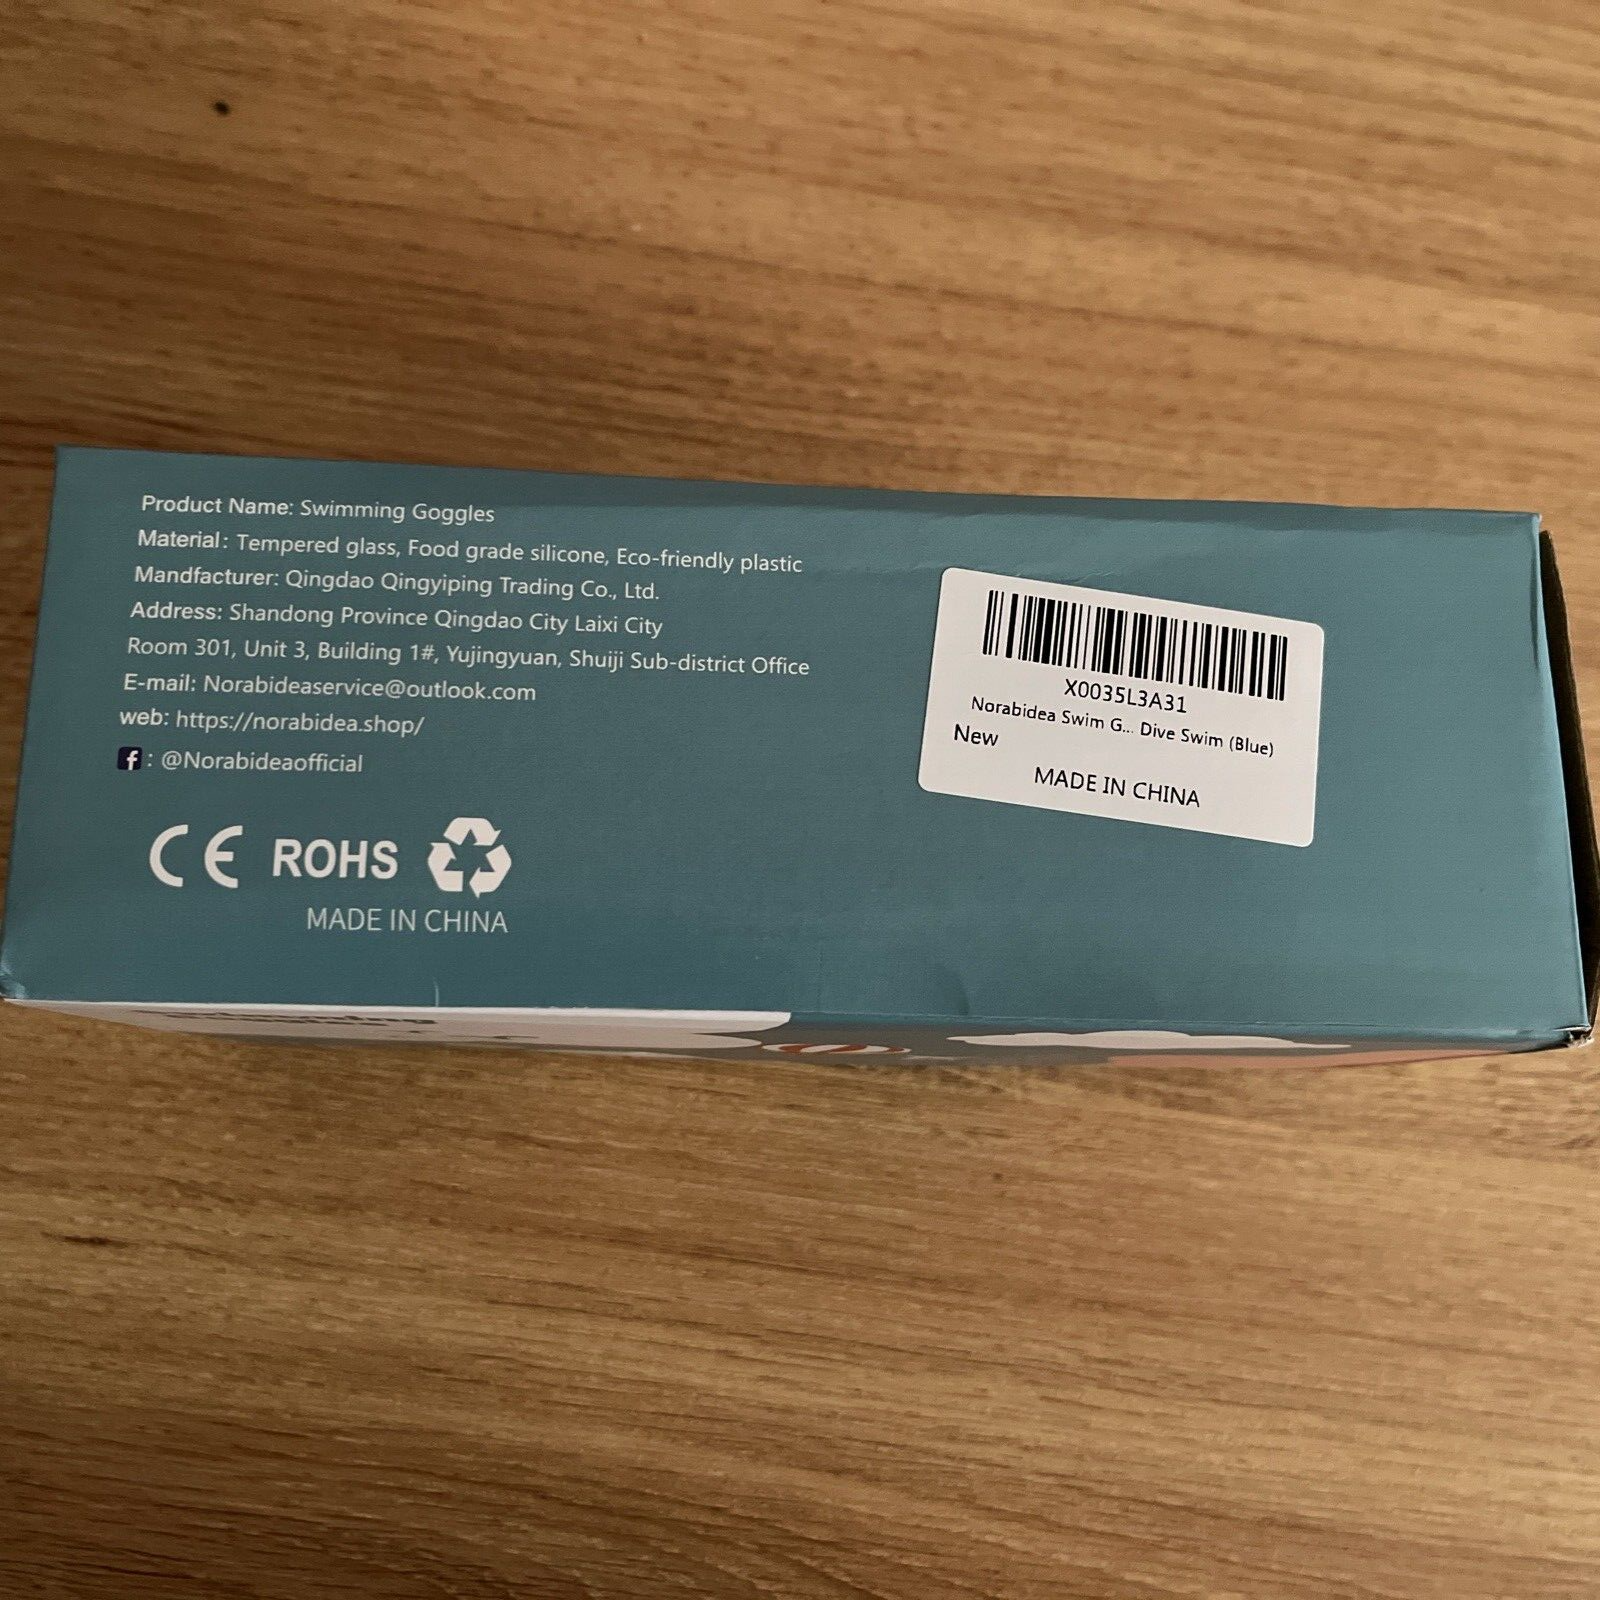 Product Name: Swimming Goggles
Material: Tempered glass, Food grade silicone, Eco-friendly plastic
Mandfacturer: Qingdao Qingyiping Trading Co., Ltd.
Address: Shandong Province Qingdao City Laixi City
Room 301, Unit 3, Building 1#, Yujingyuan, Shuiji Sub-district Office
E-mail: Norabideaservice@outlook.com
web: https://norabidea.shop/
f : @Norabideaofficial
CE ROHS
MADE IN CHINA
X0035L3A31
Norabidea Swim G... Dive Swim (Blue)
New
MADE IN CHINA